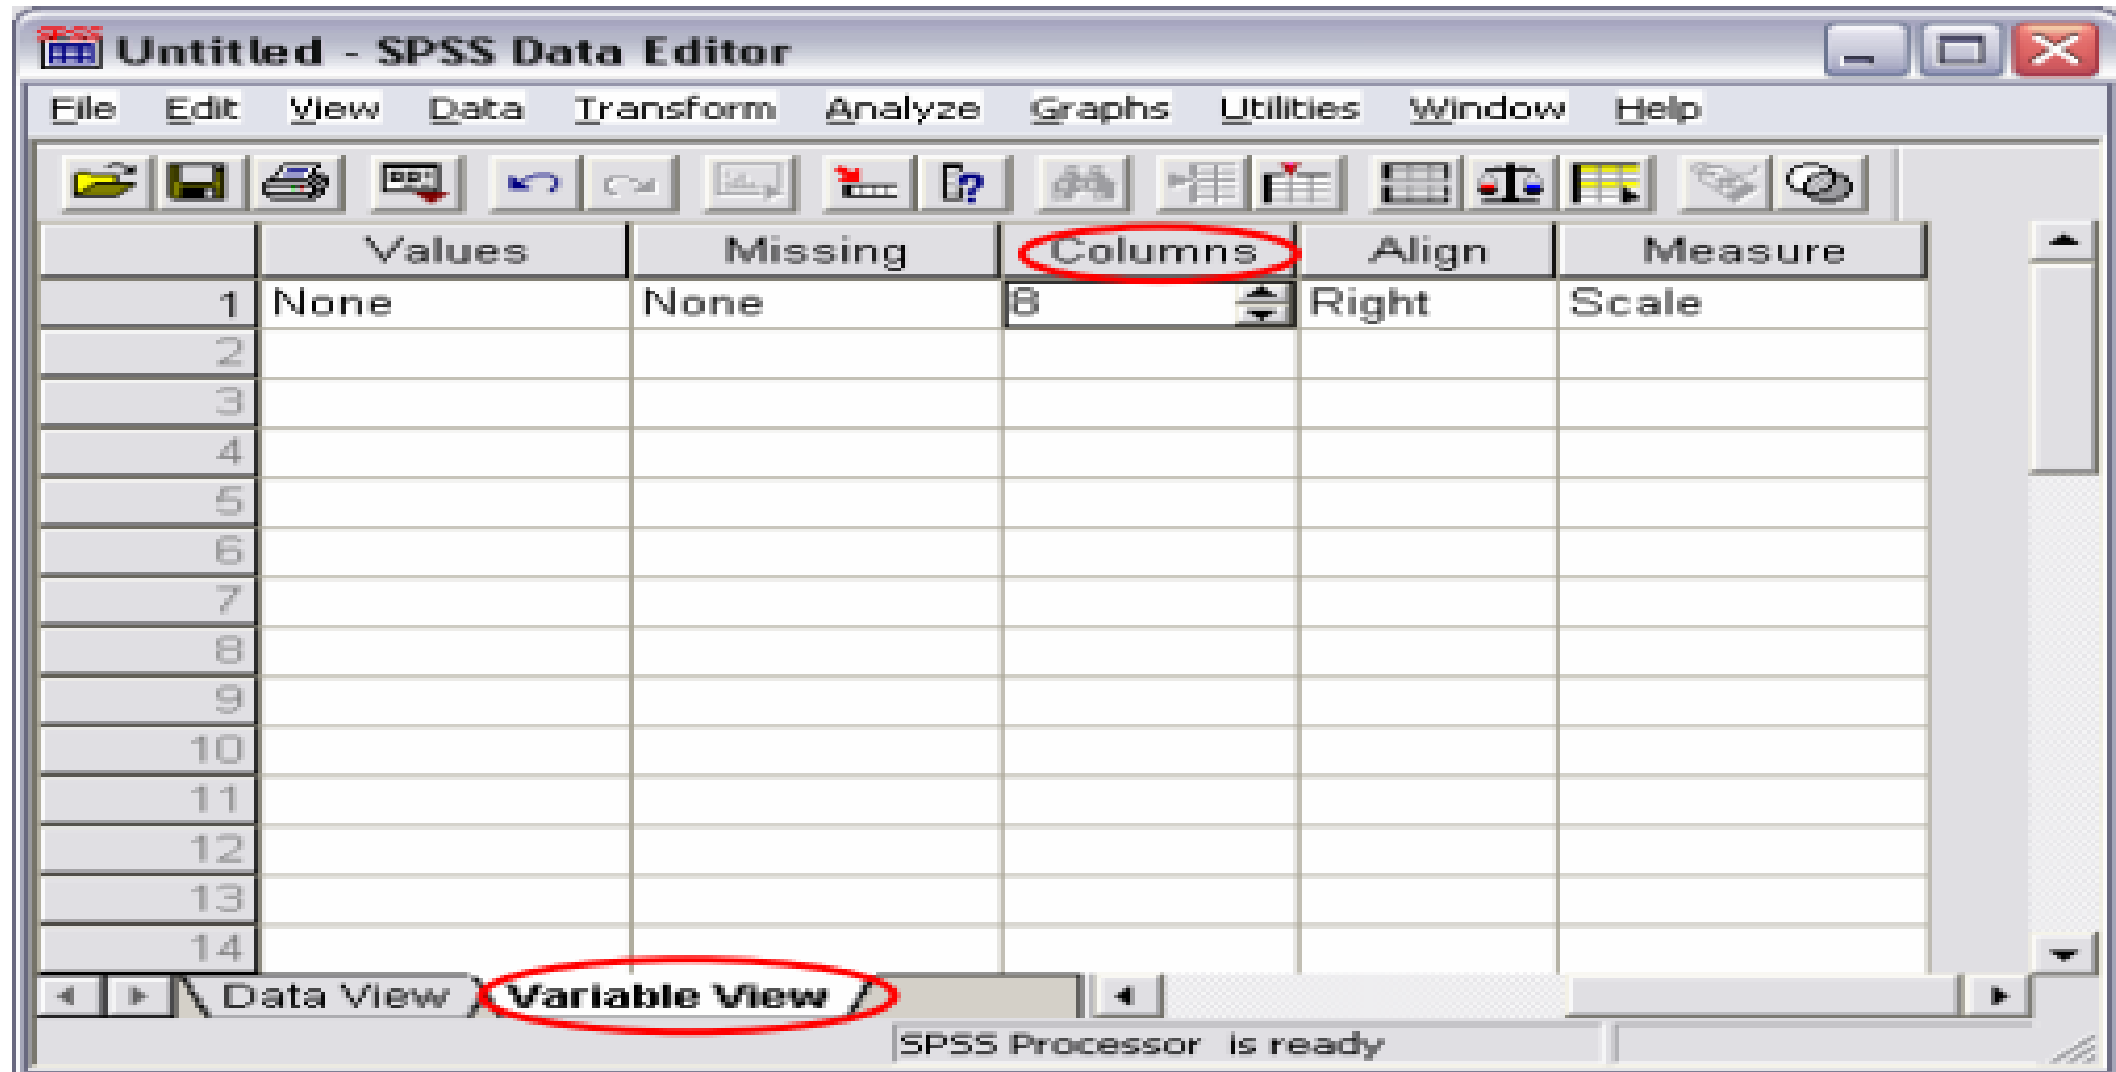 SPSS
Untitled - SPSS Data Editor
File Edit View Data Transform Analyze Graphs Utilities Window Help
Values Missing Columns Align Measure
1 None None 8 Right Scale
2
3
4
5
6
7
8
9
10
11
12
13
14
Data View Variable View
SPSS Processor is ready